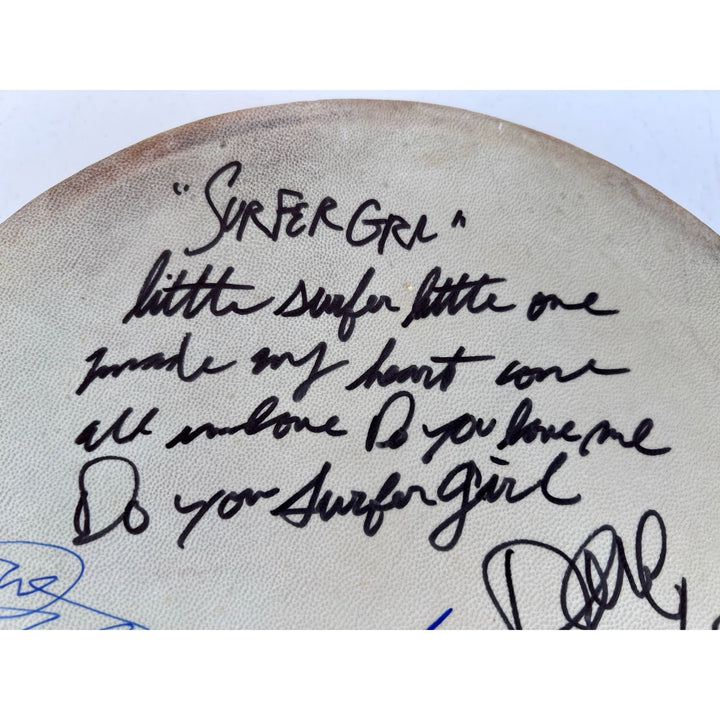 "SURFER GRL"
little surfer little one
made my heart come
all undone Do you love me
Do you surfer girl